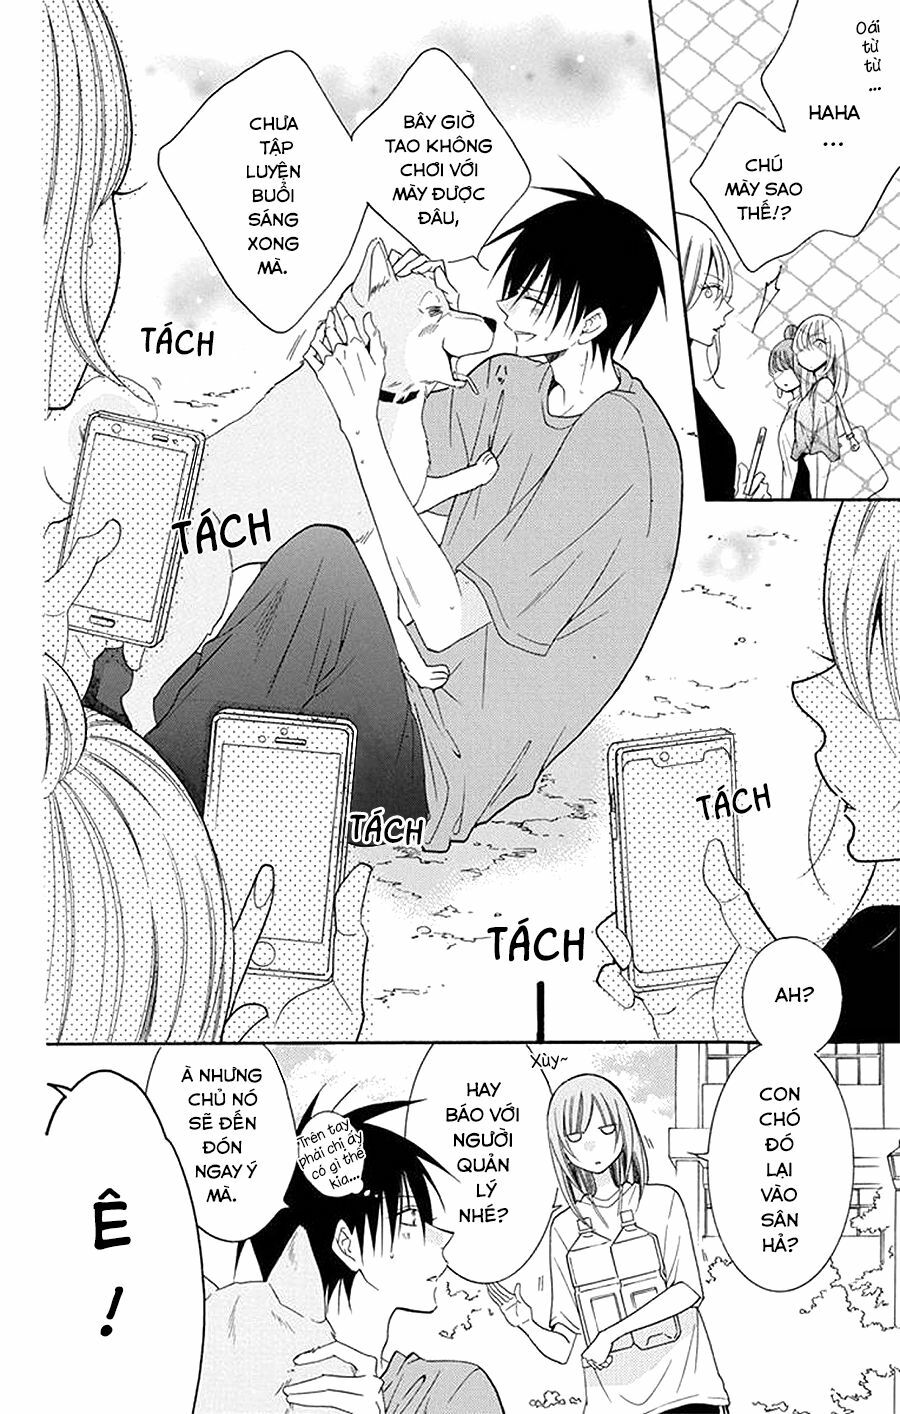 Oái
từ
từ
...
HAHA
...
CHÚ
MÀY SAO
THẾ!?
BÂY GIỜ
TAO KHÔNG
CHƠI VỚI
MÀY ĐƯỢC
ĐÂU,
CHƯA
TẬP
LUYỆN
BUỔI
SÁNG
XONG
MÀ.
TÁCH
TÁCH
TÁCH
TÁCH
TÁCH
AH?
CON
CHÓ
ĐÓ
LẠI
VÀO
SÂN
HẢ?
Xùy~
HAY
BÁO VỚI
NGƯỜI
QUẢN
LÝ
NHÉ?
Trên tay
phải chị ấy
có gì thế
kia...
À NHƯNG
CHỦ NÓ
SẼ ĐẾN
ĐÓN
NGAY Ý
MÀ.
Ê
!